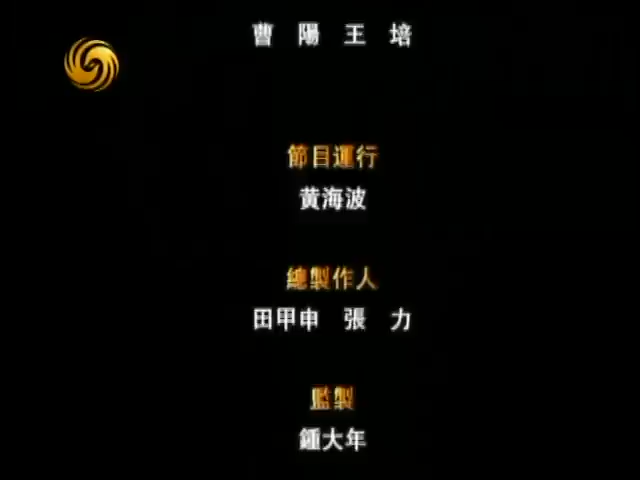 曹 陽 王 培
節目運行
黄海波
總製作人
田甲申 張 力
監製
鍾大年